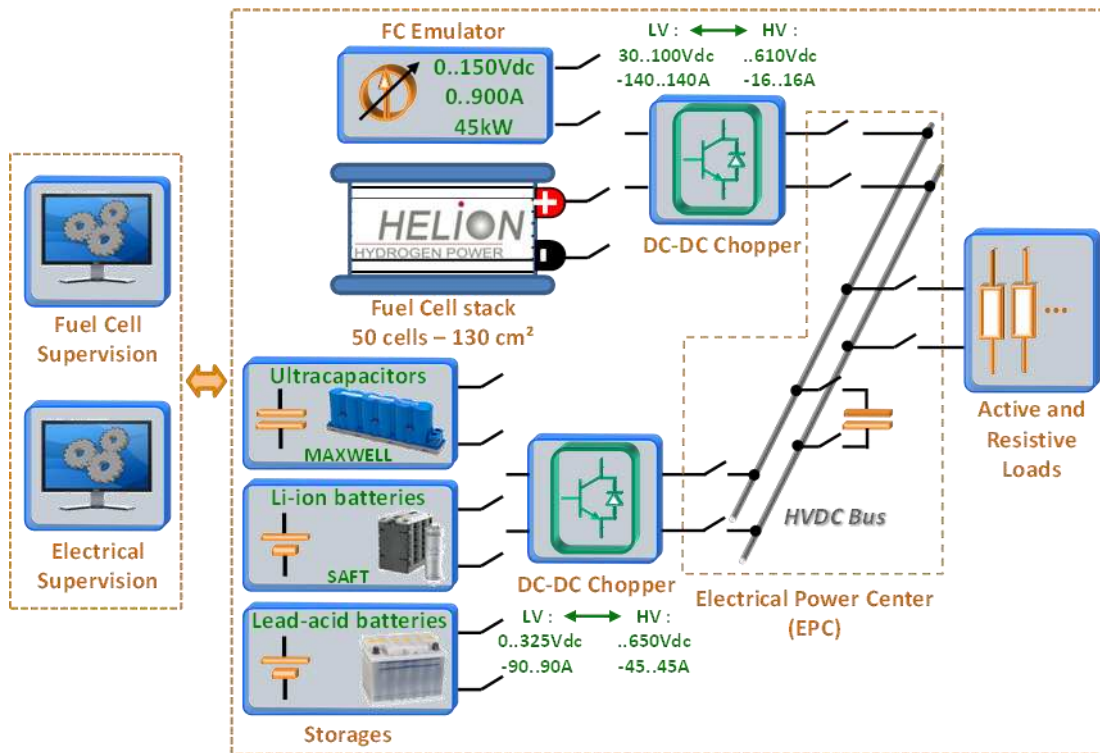 FC Emulator
0..150Vdc
0..900A
45kW
LV : HV :
30..100Vdc ..610Vdc
-140..140A -16..16A
DC-DC Chopper
HELION
HYDROGEN POWER
Fuel Cell stack
50 cells – 130 cm²
Fuel Cell
Supervision
Electrical
Supervision
Ultracapacitors
MAXWELL
Li-ion batteries
SAFT
Lead-acid batteries
Storages
DC-DC Chopper
LV : HV :
0..325Vdc ..650Vdc
-90..90A -45..45A
HVDC Bus
Electrical Power Center
(EPC)
...
Active and
Resistive
Loads